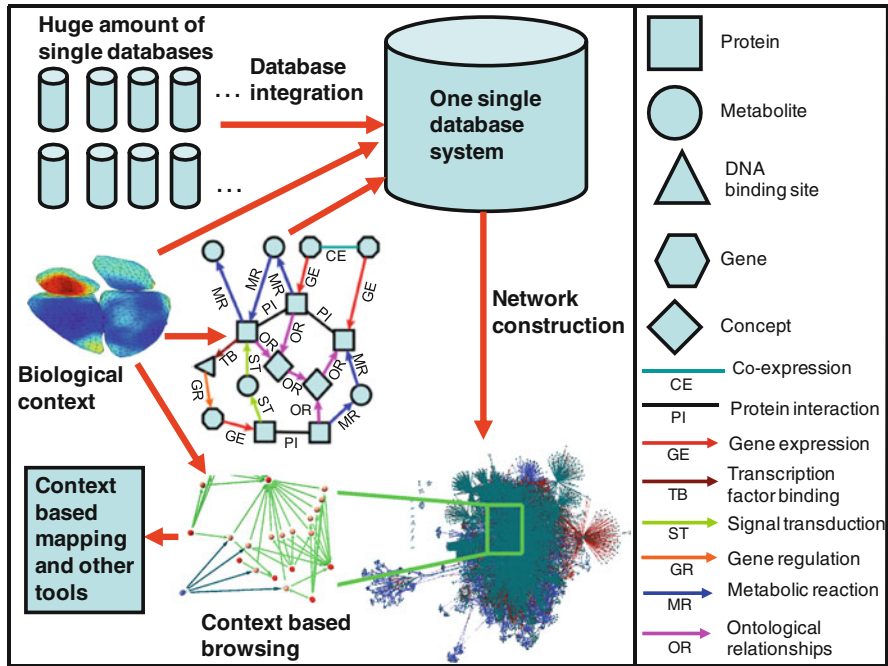 Huge amount of
single databases
...
...
Database
integration
One single
database
system
Biological
context
MR
MR
MR
GE
CE
GE
PI
PI
OR
OR
TB
ST
OR
OR
MR
GR
ST
OR
MR
GE
PI
Network
construction
Context
based
mapping
and other
tools
Context based
browsing
Protein
Metabolite
DNA
binding site
Gene
Concept
Co-expression
CE
Protein interaction
PI
Gene expression
GE
Transcription
factor binding
TB
Signal transduction
ST
Gene regulation
GR
Metabolic reaction
MR
Ontological
relationships
OR